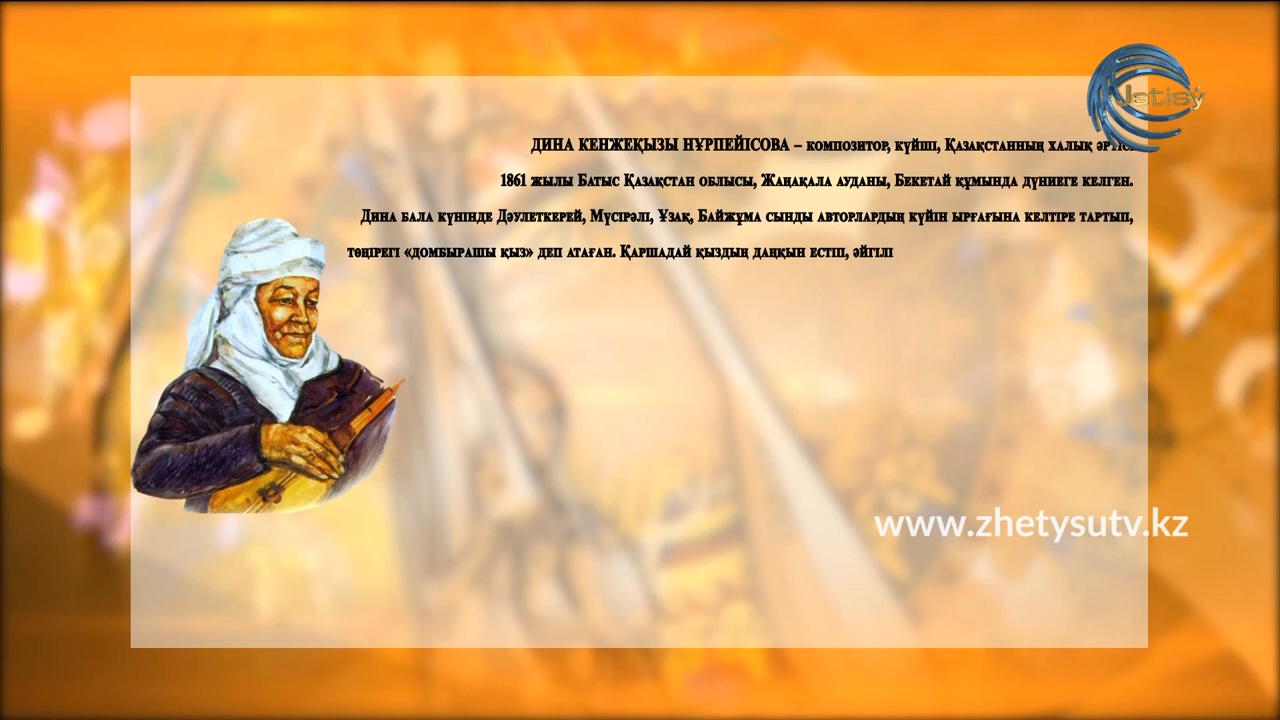 Jetisý
ДИНА КЕНЖЕҚЫЗЫ НҰРПЕЙІСОВА – композитор, күйші, Қазақстанның халық
1861 жылы Батыс Қазақстан облысы, Жаңақала ауданы, Бекетай құмында дүниеге келген.
Дина бала күнінде Дәулеткерей, Мүсірәлі, Ұзақ, Байжұма сынды авторлардың күйін ырғағына келтіре тартып,
төңірегі «домбырашы қыз» деп атаған. Қаршадай қыздың даңқын естіп, әйгілі
www.zhetysutv.kz